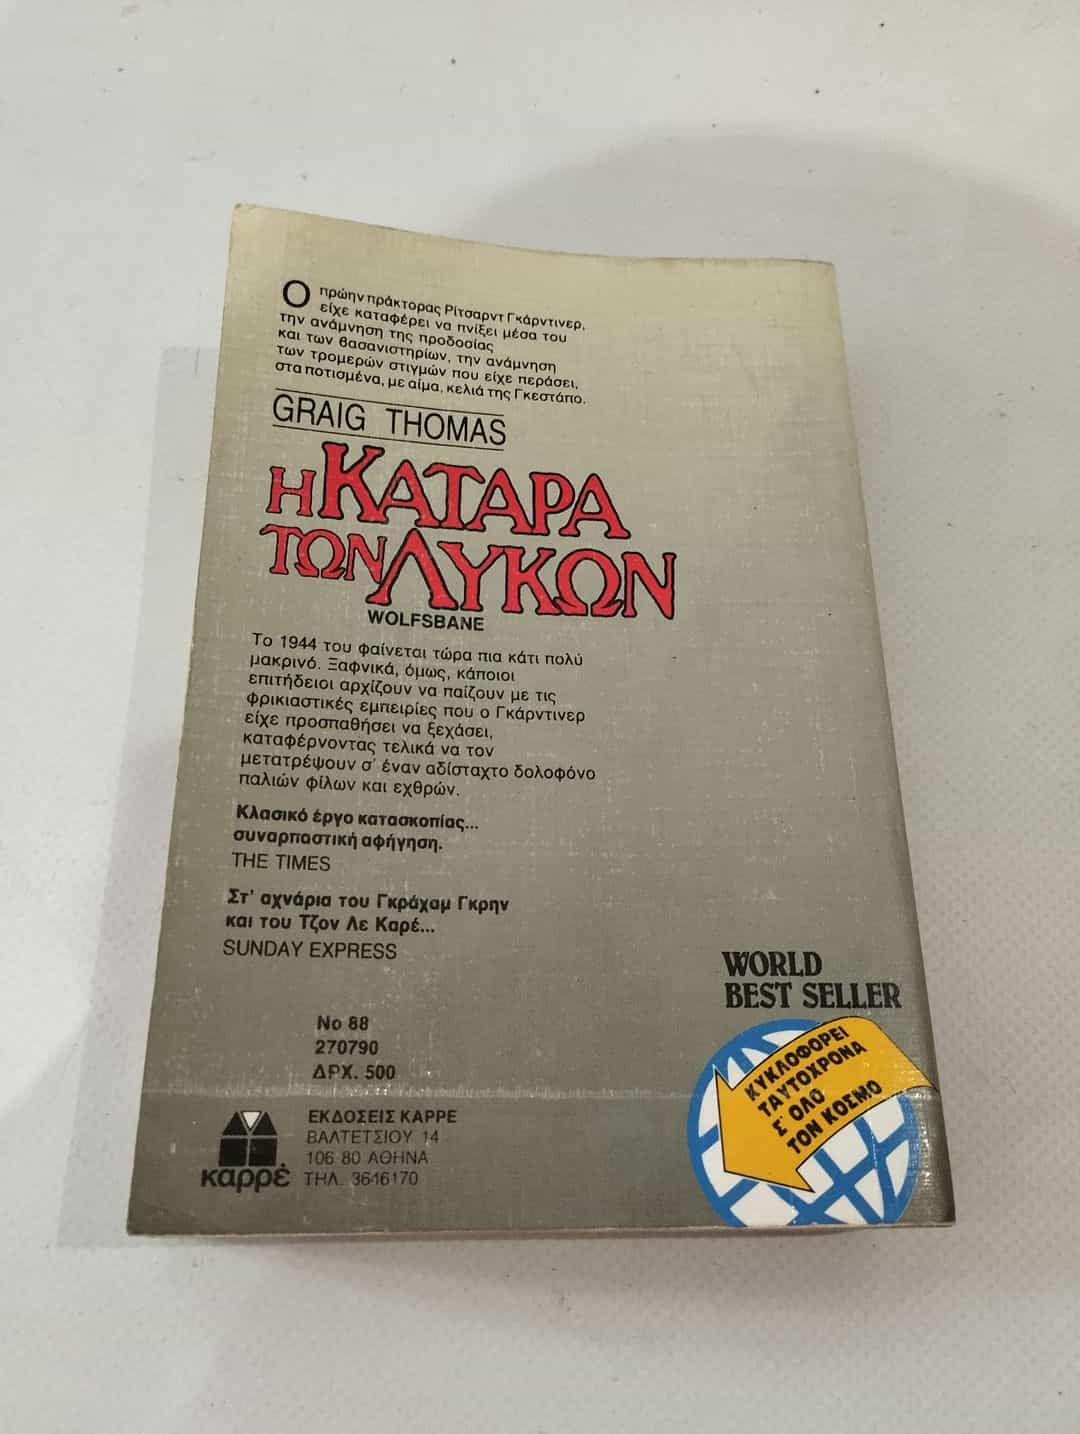 Ο πρώην πράκτορας Ρίτσαρντ Γκάρντινερ,
είχε καταφέρει να πνίξει μέσα του
την ανάμνηση της προδοσίας
και των βασανιστηρίων, την ανάμνηση
των τρομερών στιγμών που είχε περάσει,
στα ποτισμένα, με αίμα, κελιά της Γκεστάπο.
GRAIG THOMAS
Η ΚΑΤΑΡΑ
ΤΩΝ ΛΥΚΩΝ
WOLFSBANE
Το 1944 του φαίνεται τώρα πια κάτι πολύ
μακρινό. Ξαφνικά, όμως, κάποιοι
επιτήδειοι αρχίζουν να παίζουν με τις
φρικιαστικές εμπειρίες που ο Γκάρντινερ
είχε προσπαθήσει να ξεχάσει,
καταφέρνοντας τελικά να τον
μετατρέψουν σ' έναν αδίσταχτο δολοφόνο
παλιών φίλων και εχθρών.
Κλασικό έργο κατασκοπίας...
συναρπαστική αφήγηση.
THE TIMES
Στ' αχνάρια του Γκράχαμ Γκρην
και του Τζον Λε Καρέ...
SUNDAY EXPRESS
WORLD
BEST SELLER
ΚΥΚΛΟΦΟΡΕΙ
ΤΑΥΤΟΧΡΟΝΑ
Σ' ΟΛΟ
ΤΟΝ ΚΟΣΜΟ
Νο 88
270790
ΔΡΧ. 500
καρρέ
ΕΚΔΟΣΕΙΣ ΚΑΡΡΕ
ΒΑΛΤΕΤΣΙΟΥ 14
106 80 ΑΘΗΝΑ
ΤΗΛ. 3646170